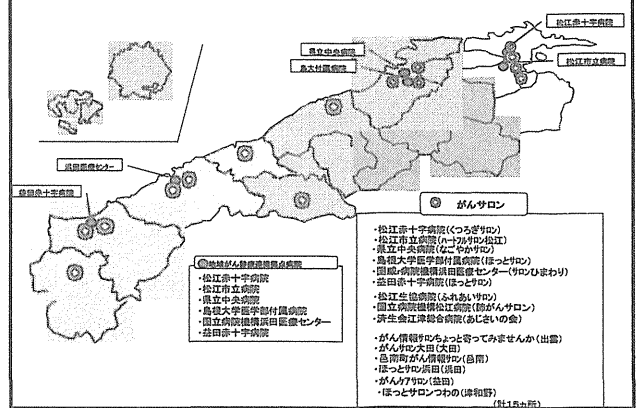 松江赤十字病院
県立中央病院
島大付属病院
松江市立病院
浜田医療センター
益田赤十字病院
がんサロン
地域がん診療連携拠点病院
・松江赤十字病院
・松江市立病院
・県立中央病院
・島根大学医学部付属病院
・国立病院機構浜田医療センター
・益田赤十字病院
・松江赤十字病院(くつろぎサロン)
・松江市立病院(ハートフルサロン松江)
・県立中央病院(なごやかサロン)
・島根大学医学部付属病院(ほっとサロン)
・国立病院機構浜田医療センター(サロンひまわり)
・益田赤十字病院(ほっとサロン)
・松江生協病院(ふれあいサロン)
・国立病院機構松江病院(肺がんサロン)
・済生会江津総合病院(あじさいの会)
・がん情報サロンちょっと寄ってみませんか(出雲)
・がんサロン大田(大田)
・邑南町がん情報サロン(邑南)
・ほっとサロン浜田(浜田)
・がんケアサロン(益田)
・ほっとサロンつわの(津和野)
(計15カ所)